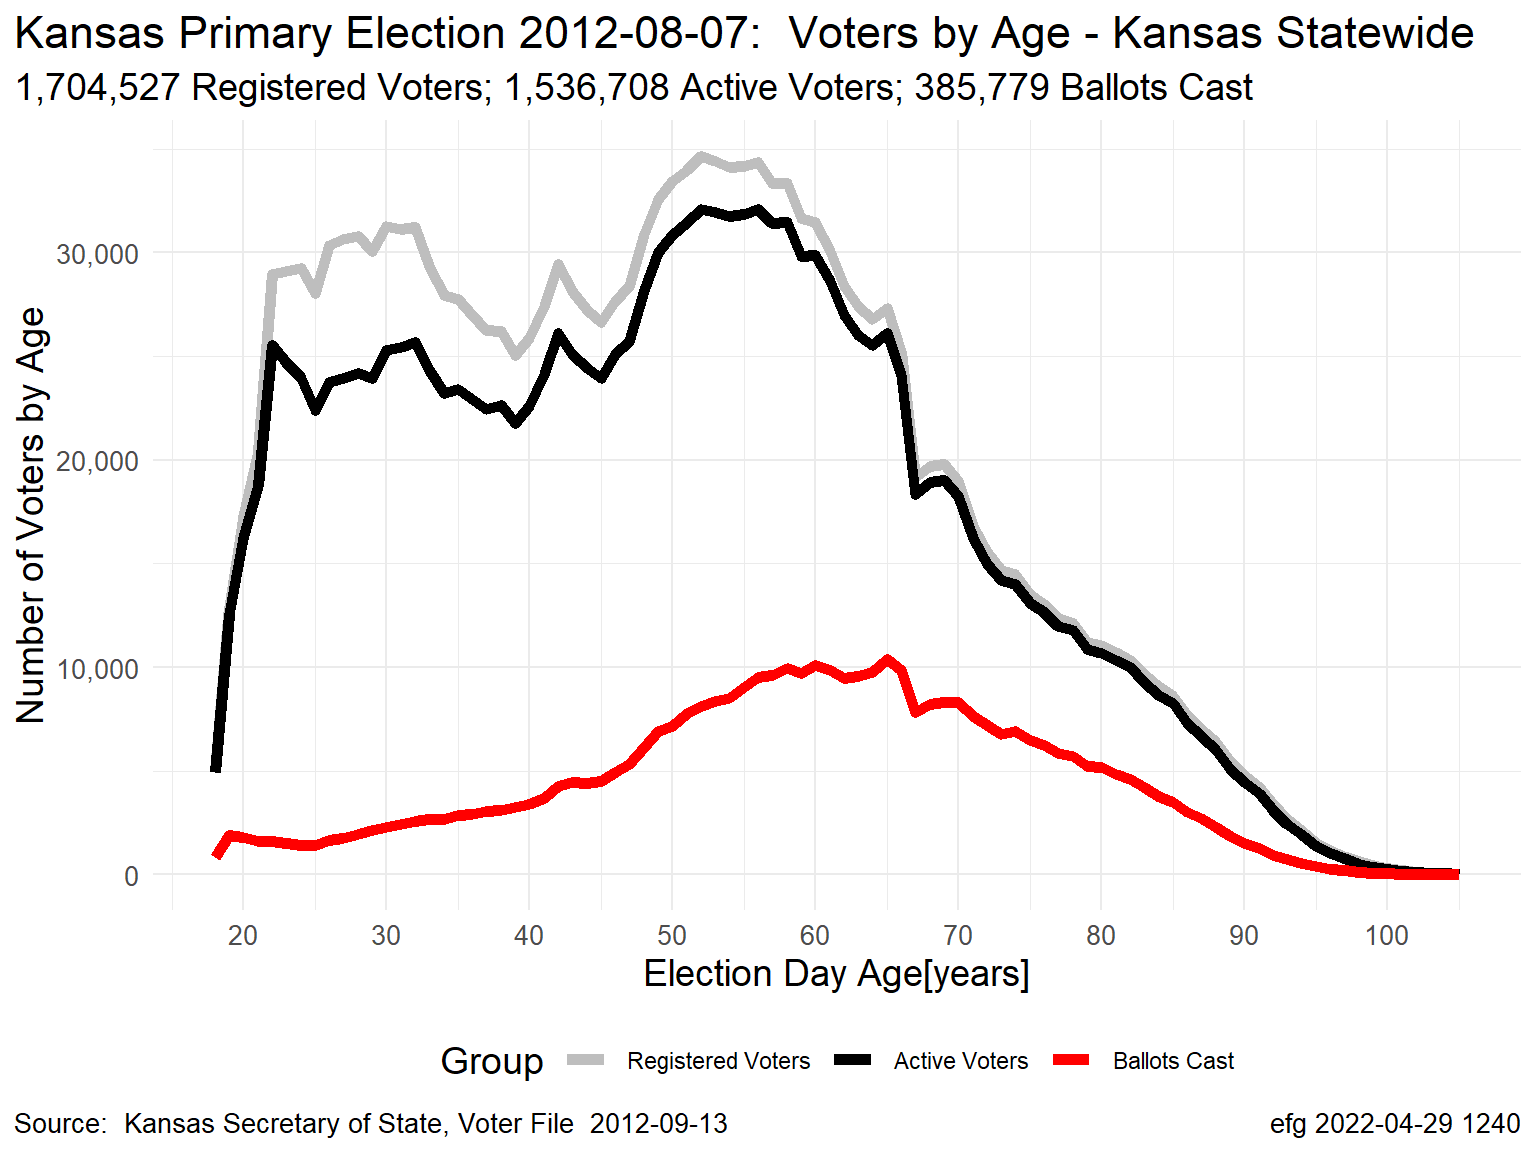 Kansas Primary Election 2012-08-07:  Voters by Age - Kansas Statewide
1,704,527 Registered Voters; 1,536,708 Active Voters; 385,779 Ballots Cast
Number of Voters by Age
30,000
20,000
10,000
0
20 30 40 50 60 70 80 90 100
Election Day Age[years]
Group Registered Voters Active Voters Ballots Cast
Source:  Kansas Secretary of State, Voter File  2012-09-13
efg 2022-04-29 1240